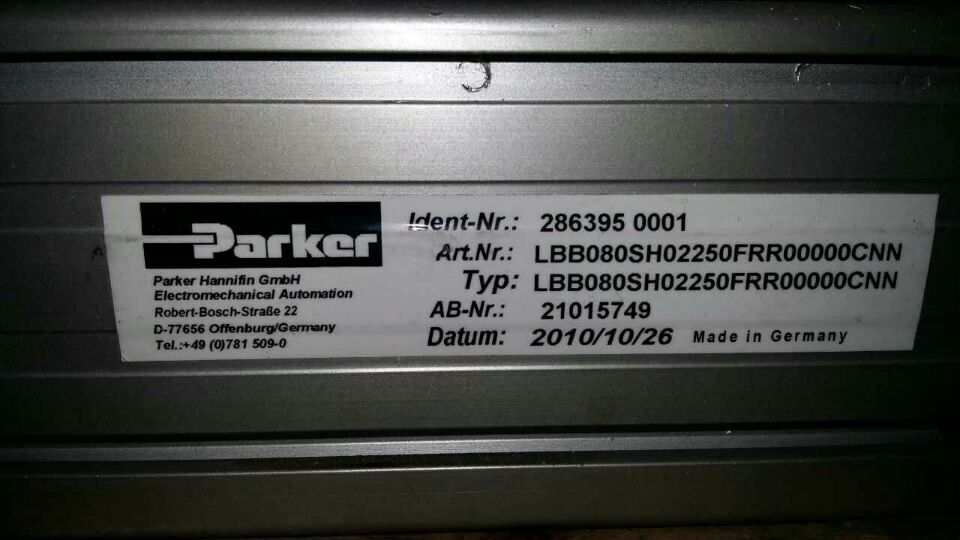 Parker
Parker Hannifin GmbH
Electromechanical Automation
Robert-Bosch-Straße 22
D-77656 Offenburg/Germany
Tel.:+49 (0)781 509-0
Ident-Nr.: 286395 0001
Art.Nr.: LBB080SH02250FRR00000CNN
Typ: LBB080SH02250FRR00000CNN
AB-Nr.: 21015749
Datum: 2010/10/26 Made in Germany